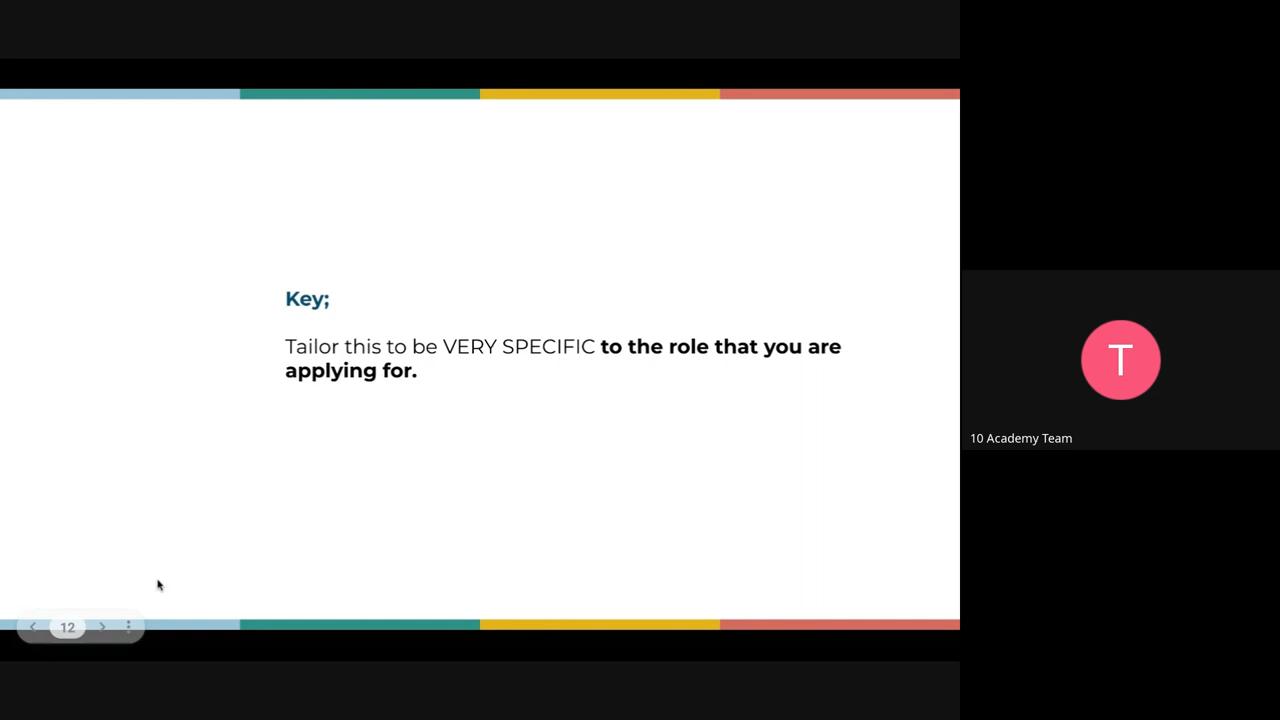 Key;
Tailor this to be VERY SPECIFIC to the role that you are
applying for.
12
T
10 Academy Team